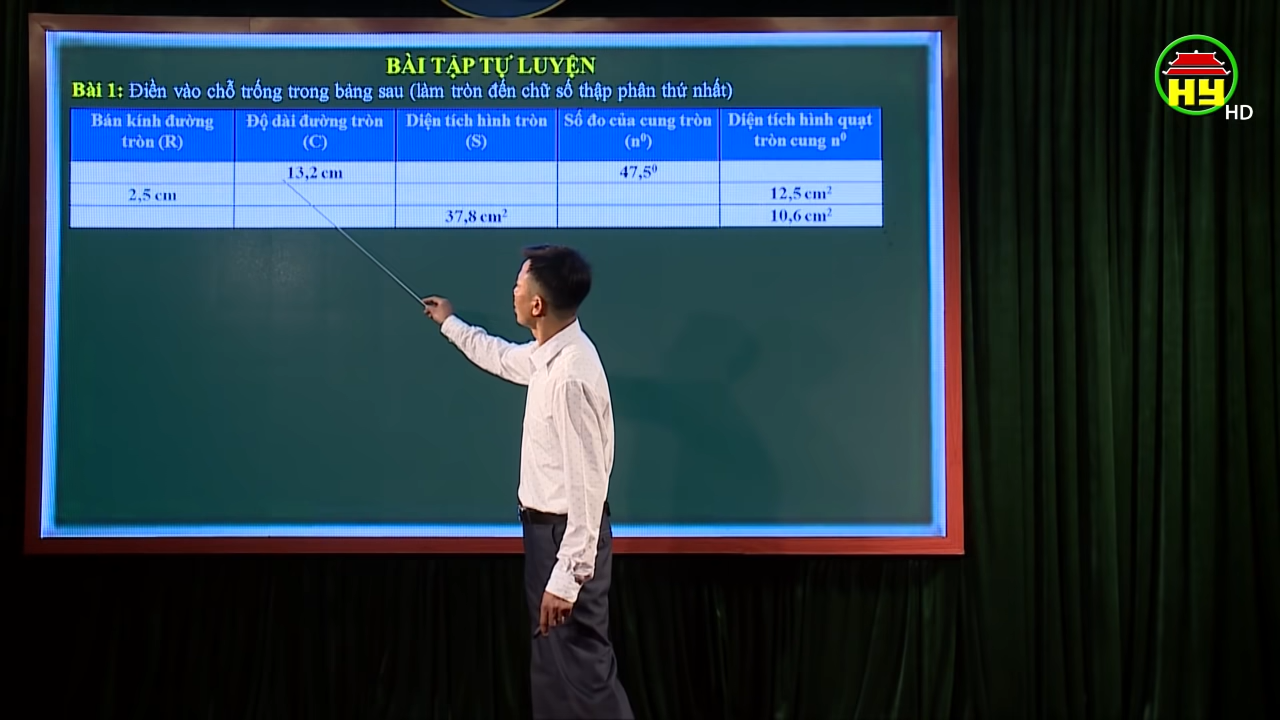 BÀI TẬP TỰ LUYỆN
Bài 1: Điền vào chỗ trống trong bảng sau (làm tròn đến chữ số thập phân thứ nhất)
Bán kính đường tròn (R) Độ dài đường tròn (C) Diện tích hình tròn (S) Số đo của cung tròn (n⁰) Diện tích hình quạt tròn cung n⁰
13,2 cm 47,5⁰
2,5 cm 12,5 cm²
37,8 cm² 10,6 cm²
HY
HD